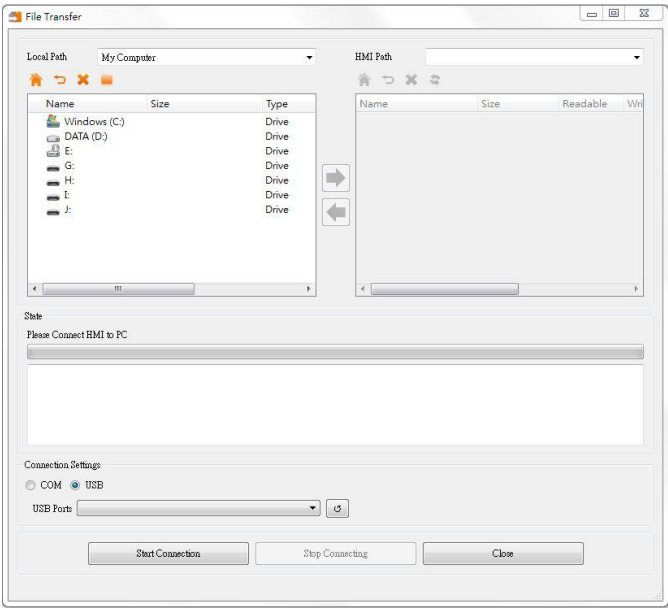 File Transfer
Local Path My Computer
HMI Path
Name Size Type
Windows (C:) Drive
DATA (D:) Drive
E: Drive
G: Drive
H: Drive
I: Drive
J: Drive
Name Size Readable Wri
State
Please Connect HMI to PC
Connection Settings
COM USB
USB Ports
Start Connection Stop Connecting Close